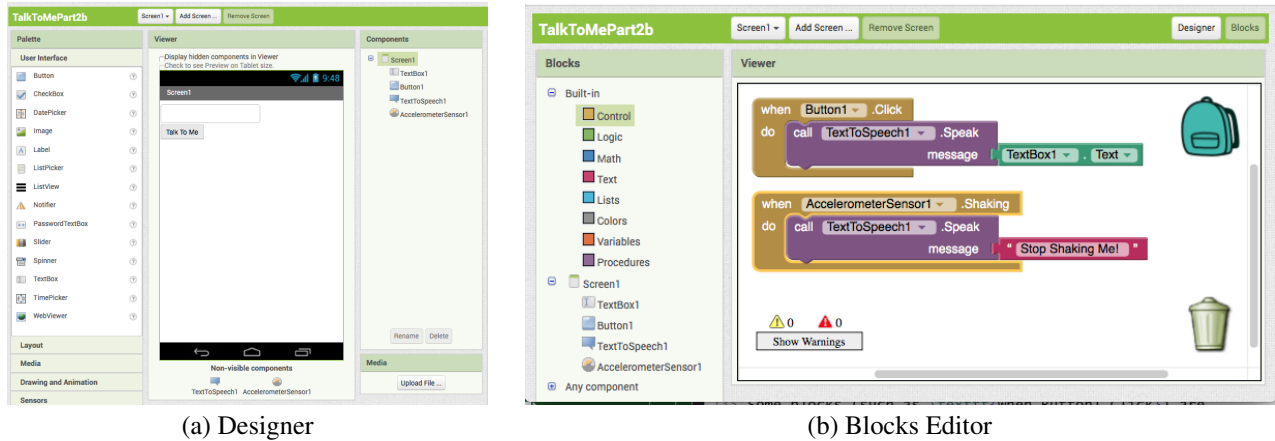 TalkToMePart2b
Screen1
Add Screen ...
Remove Screen
Palette
User Interface
Button
CheckBox
DatePicker
Image
Label
ListPicker
ListView
Notifier
PasswordTextBox
Slider
Spinner
TextBox
TimePicker
WebViewer
Layout
Media
Drawing and Animation
Sensors
Viewer
Display hidden components in Viewer
Check to see Preview on Tablet size.
9:48
Screen1
Talk To Me
Non-visible components
TextToSpeech1 AccelerometerSensor1
Components
Screen1
TextBox1
Button1
TextToSpeech1
AccelerometerSensor1
Rename Delete
Media
Upload File ...
(a) Designer
TalkToMePart2b
Screen1
Add Screen ...
Remove Screen
Designer
Blocks
Blocks
Built-in
Control
Logic
Math
Text
Lists
Colors
Variables
Procedures
Screen1
TextBox1
Button1
TextToSpeech1
AccelerometerSensor1
Any component
Viewer
when Button1 .Click
do call TextToSpeech1 .Speak
message TextBox1 . Text
when AccelerometerSensor1 .Shaking
do call TextToSpeech1 .Speak
message " Stop Shaking Me! "
0 0
Show Warnings
(b) Blocks Editor